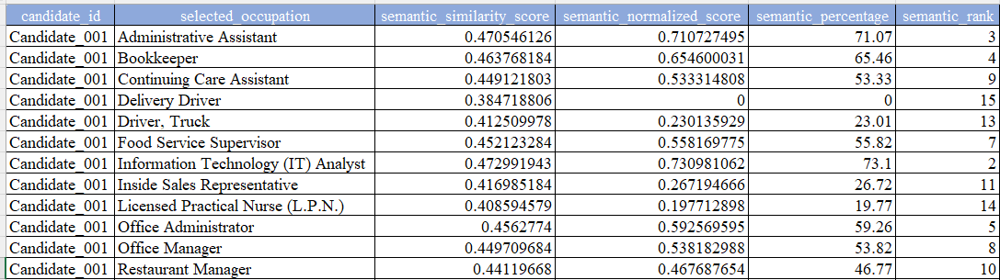 candidate_id selected_occupation semantic_similarity_score semantic_normalized_score semantic_percentage semantic_rank
Candidate_001 Administrative Assistant 0.470546126 0.710727495 71.07 3
Candidate_001 Bookkeeper 0.463768184 0.654600031 65.46 4
Candidate_001 Continuing Care Assistant 0.449121803 0.533314808 53.33 9
Candidate_001 Delivery Driver 0.384718806 0 0 15
Candidate_001 Driver, Truck 0.412509978 0.230135929 23.01 13
Candidate_001 Food Service Supervisor 0.452123284 0.558169775 55.82 7
Candidate_001 Information Technology (IT) Analyst 0.472991943 0.730981062 73.1 2
Candidate_001 Inside Sales Representative 0.416985184 0.267194666 26.72 11
Candidate_001 Licensed Practical Nurse (L.P.N.) 0.408594579 0.197712898 19.77 14
Candidate_001 Office Administrator 0.4562774 0.592569595 59.26 5
Candidate_001 Office Manager 0.449709684 0.538182988 53.82 8
Candidate_001 Restaurant Manager 0.44119668 0.467687654 46.77 10